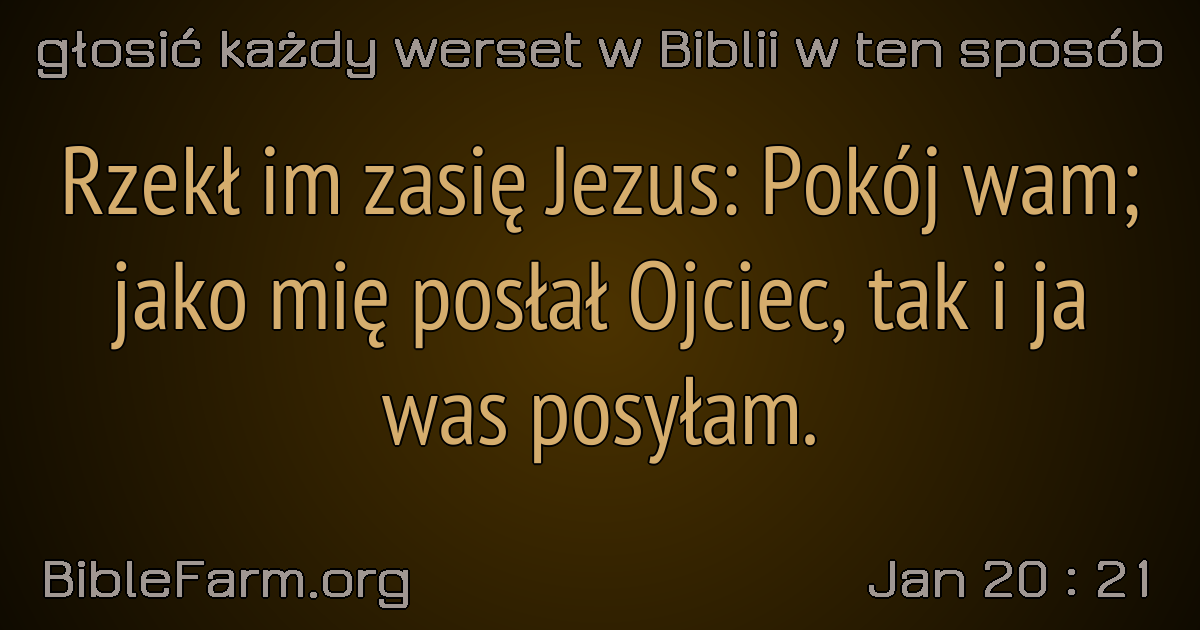 głosić każdy werset w Biblii w ten sposób
Rzekł im zasię Jezus: Pokój wam;
jako mię posłał Ojciec, tak i ja
was posyłam.
BibleFarm.org
Jan 20 : 21